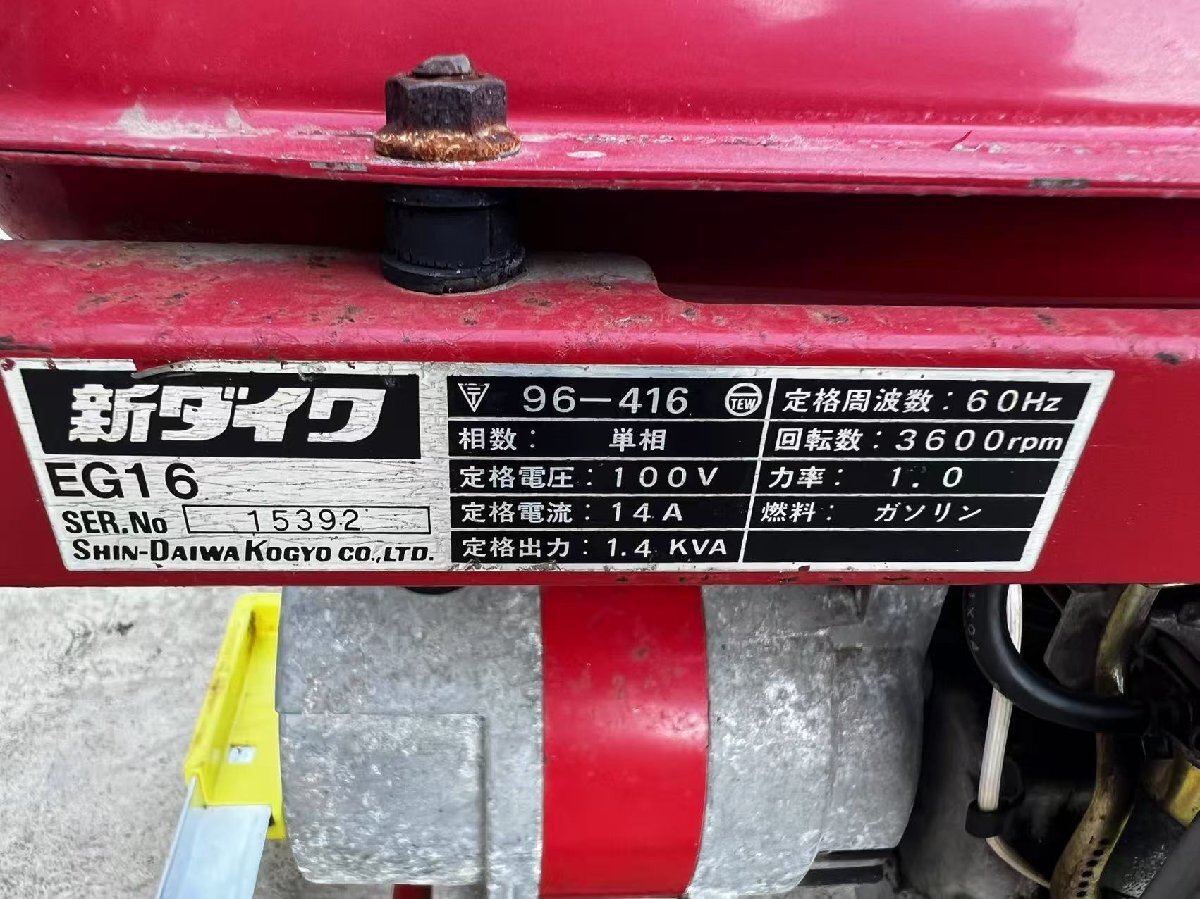 新ダイワ
EG16
SER.No 15392
SHIN-DAIWA KOGYO CO.,LTD.
〒 96-416 TEW
相数: 単相
定格電圧: 100V
定格電流: 14A
定格出力: 1.4 KVA
定格周波数: 60Hz
回転数: 3600rpm
力率: 1.0
燃料: ガソリン